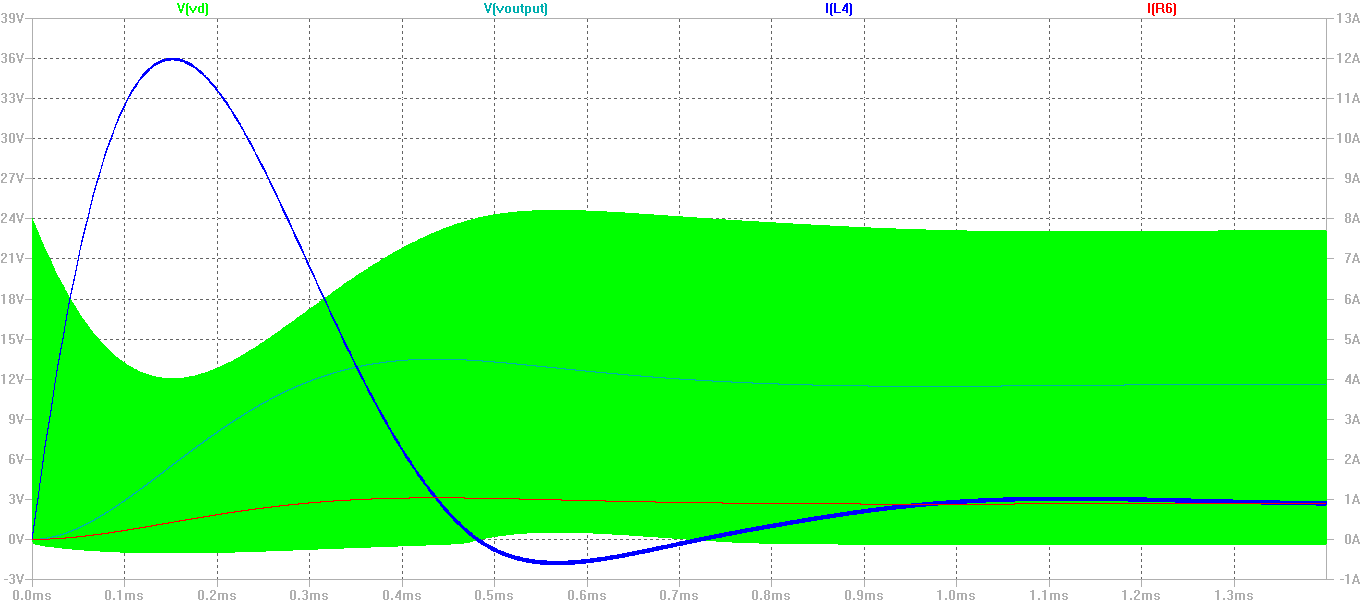 V(vd) V(voutput) I(L4) I(R6)
39V 13A
36V 12A
33V 11A
30V 10A
27V 9A
24V 8A
21V 7A
18V 6A
15V 5A
12V 4A
9V 3A
6V 2A
3V 1A
0V 0A
-3V -1A
0.0ms 0.1ms 0.2ms 0.3ms 0.4ms 0.5ms 0.6ms 0.7ms 0.8ms 0.9ms 1.0ms 1.1ms 1.2ms 1.3ms